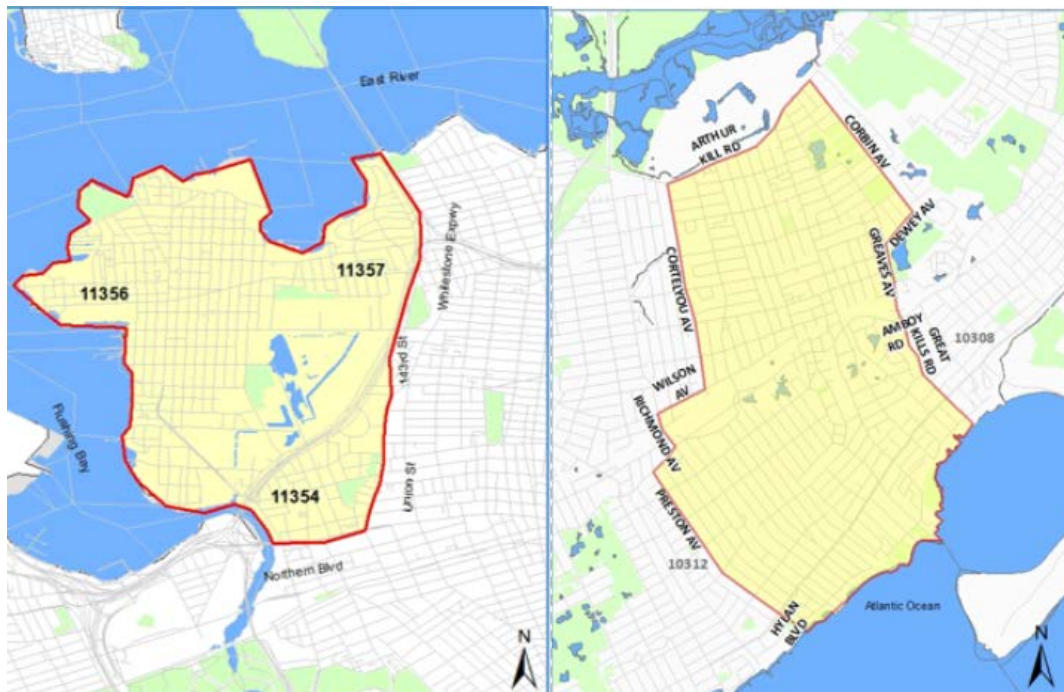 East River
11357
11356
Whitestone Expwy
143rd St
Flushing Bay
11354
Union St
Northern Blvd
N
ARTHUR
KILL RD
CORBIN AV
DEWEY AV
GREAVES AV
CORTELYOU AV
AMBOY
RD
GREAT
KILLS RD
10308
WILSON
AV
RICHMOND AV
PRESTON AV
10312
HYLAN
BLVD
Atlantic Ocean
N